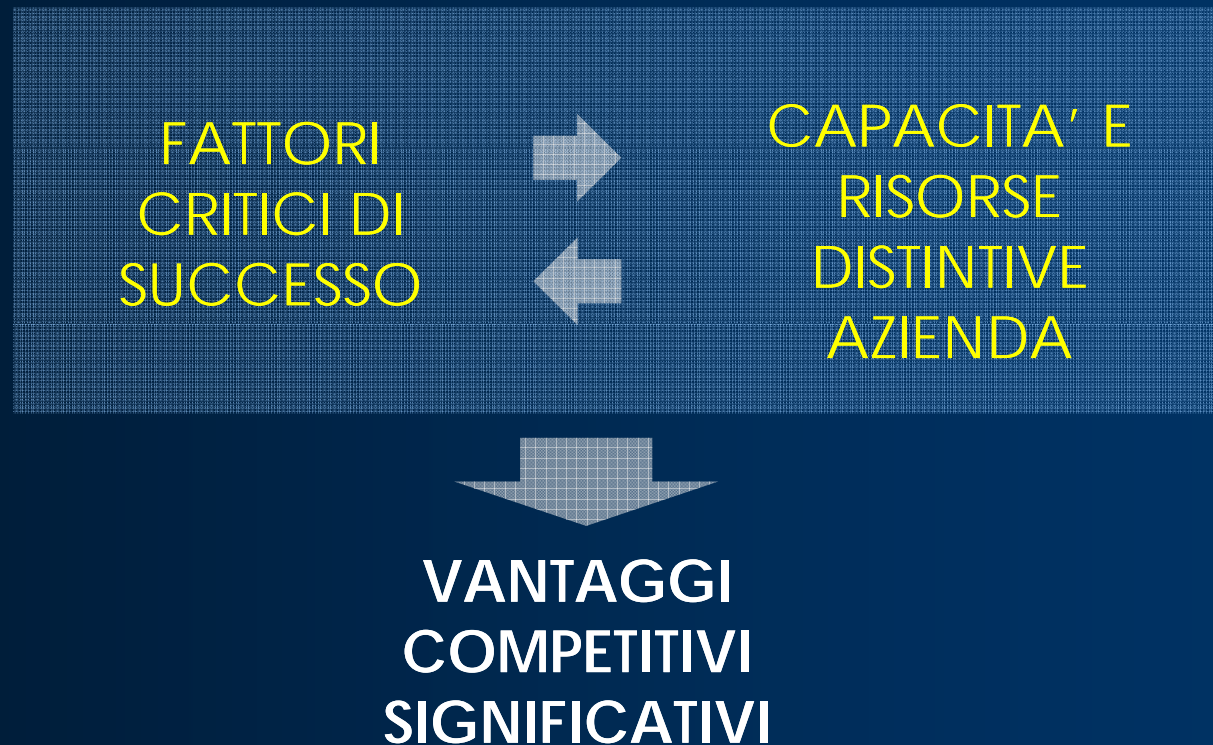 FATTORI
CRITICI DI
SUCCESSO
CAPACITA’ E
RISORSE
DISTINTIVE
AZIENDA
VANTAGGI
COMPETITIVI
SIGNIFICATIVI